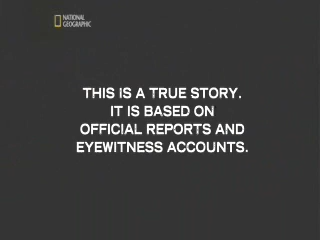 NATIONAL
GEOGRAPHIC
THIS IS A TRUE STORY.
IT IS BASED ON
OFFICIAL REPORTS AND
EYEWITNESS ACCOUNTS.